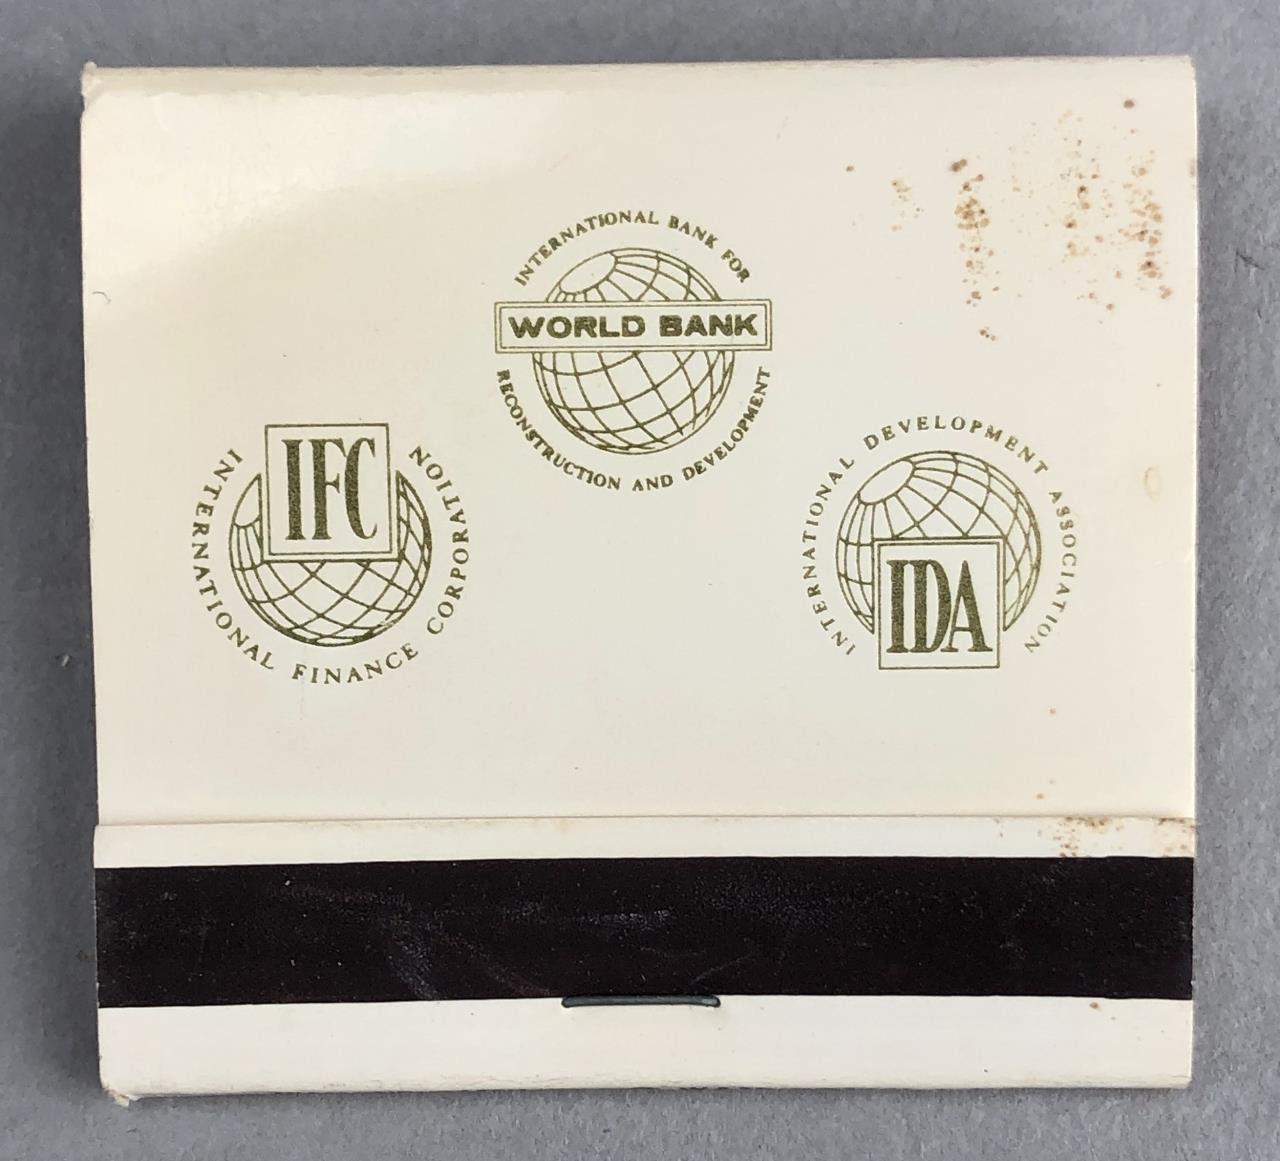 INTERNATIONAL BANK FOR
WORLD BANK
RECONSTRUCTION AND DEVELOPMENT
IFC
INTERNATIONAL FINANCE CORPORATION
INTERNATIONAL DEVELOPMENT ASSOCIATION
IDA